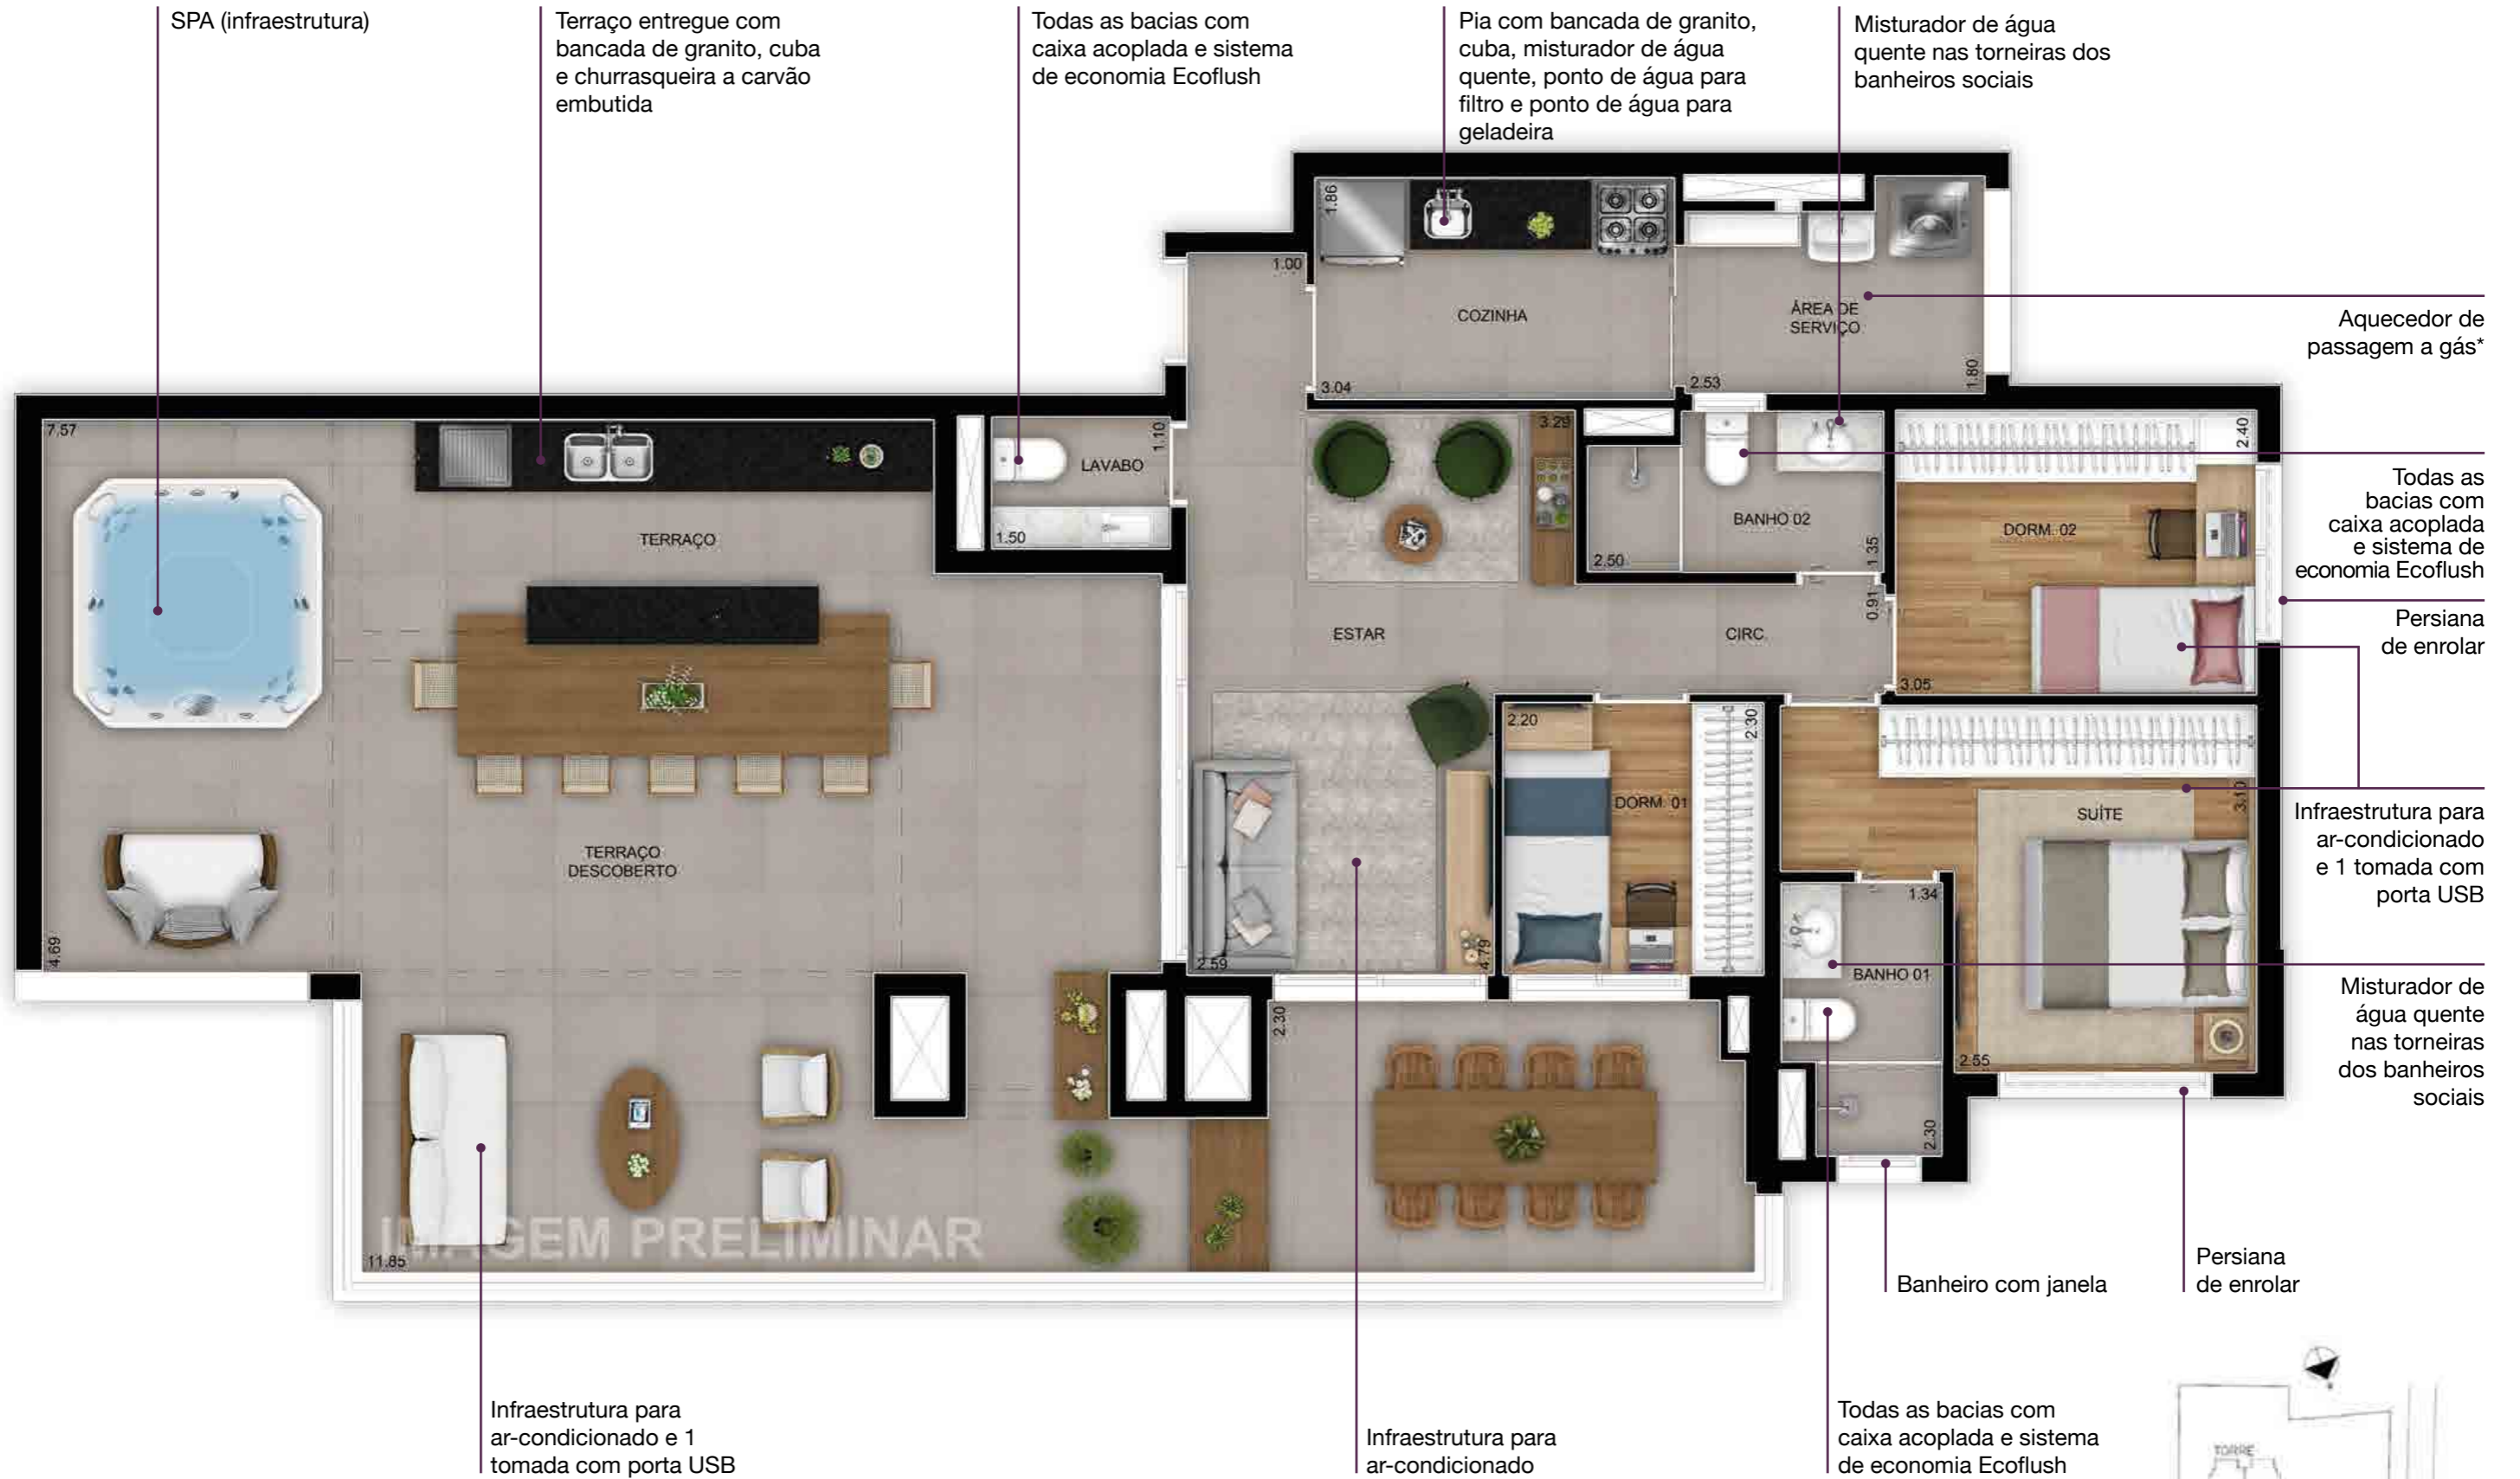 SPA (infraestrutura)
Terraço entregue com
bancada de granito, cuba
e churrasqueira a carvão
embutida
Todas as bacias com
caixa acoplada e sistema
de economia Ecoflush
Pia com bancada de granito,
cuba, misturador de água
quente, ponto de água para
filtro e ponto de água para
geladeira
Misturador de água
quente nas torneiras dos
banheiros sociais
1.86
1.00
COZINHA
3.04
ÁREA DE
SERVIÇO
2.53
1.80
Aquecedor de
passagem a gás*
7.57
TERRAÇO
LAVABO
1.10
1.50
3.29
BANHO 02
2.50
1.35
DORM. 02
2.40
3.05
Todas as
bacias com
caixa acoplada
e sistema de
economia Ecoflush
Persiana
de enrolar
ESTAR
CIRC.
0.91
TERRAÇO
DESCOBERTO
4.69
2.20
2.30
DORM. 01
2.59
4.79
SUÍTE
3.10
Infraestrutura para
ar-condicionado
e 1 tomada com
porta USB
1.34
BANHO 01
2.55
2.30
2.30
Misturador de
água quente
nas torneiras
dos banheiros
sociais
IMAGEM PRELIMINAR
11.85
Banheiro com janela
Persiana
de enrolar
Infraestrutura para
ar-condicionado e 1
tomada com porta USB
Infraestrutura para
ar-condicionado
Todas as bacias com
caixa acoplada e sistema
de economia Ecoflush
TORRE